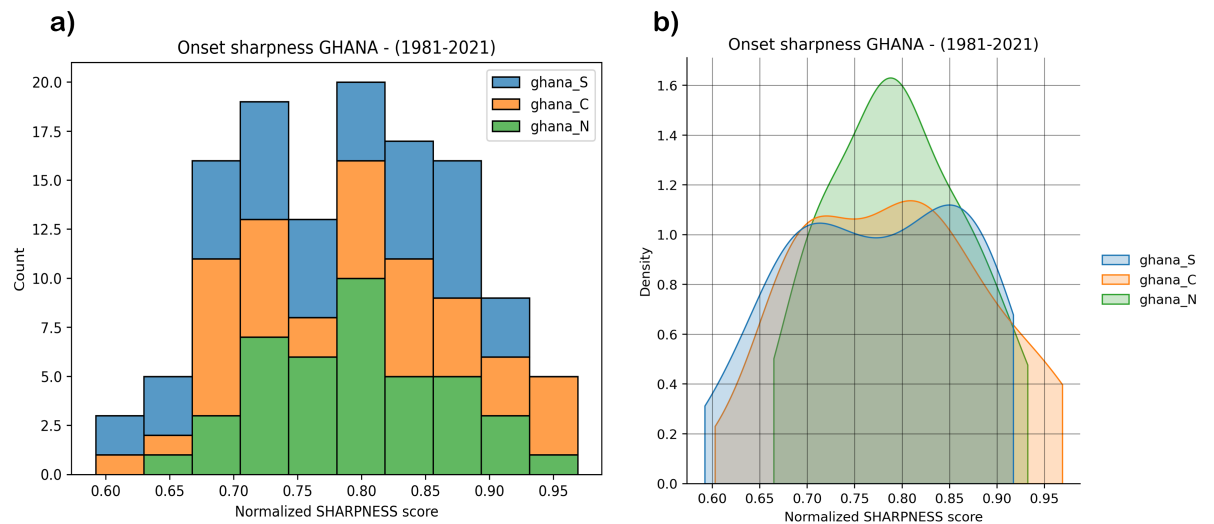 a)
Onset sharpness GHANA - (1981-2021)
20.0
17.5
15.0
12.5
10.0
7.5
5.0
2.5
0.0
Count
ghana_S
ghana_C
ghana_N
0.60 0.65 0.70 0.75 0.80 0.85 0.90 0.95
Normalized SHARPNESS score
b)
Onset sharpness GHANA - (1981-2021)
1.6
1.4
1.2
1.0
0.8
0.6
0.4
0.2
0.0
Density
0.60 0.65 0.70 0.75 0.80 0.85 0.90 0.95
Normalized SHARPNESS score
ghana_S
ghana_C
ghana_N